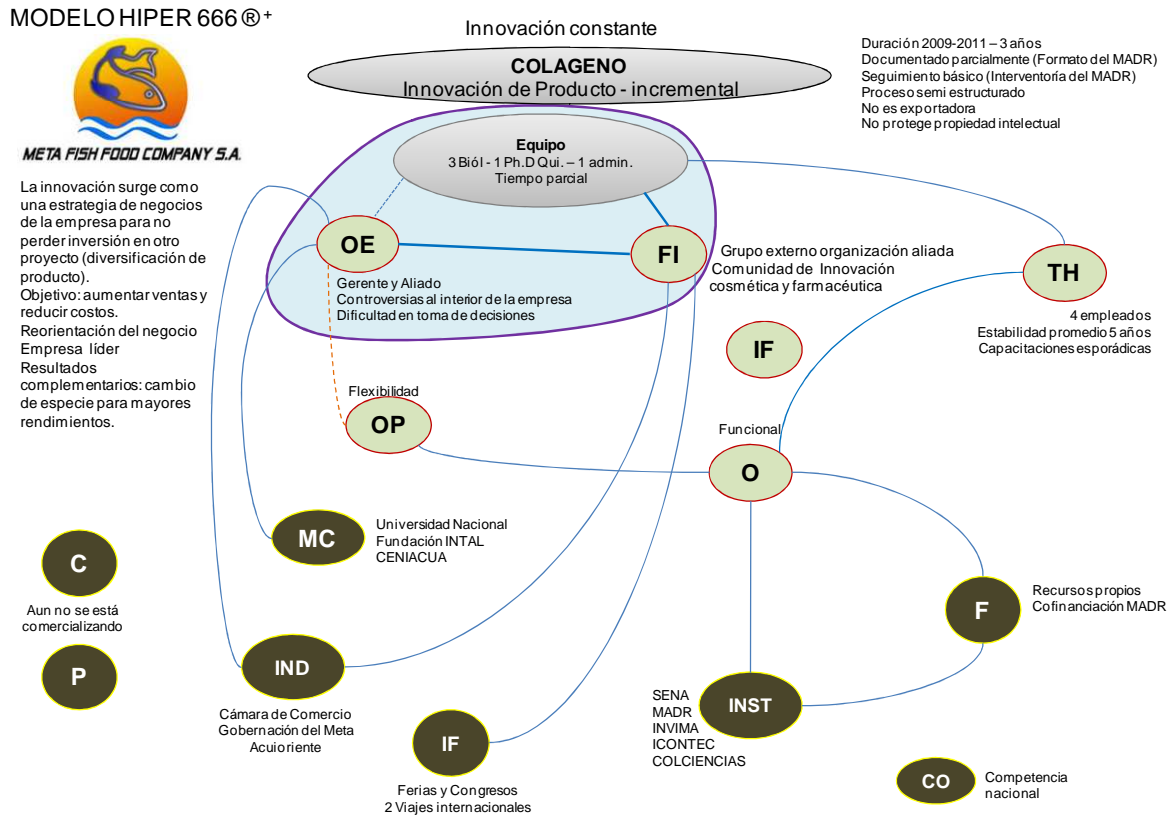 MODELO HIPER 666®+
META FISH FOOD COMPANY S.A.
La innovación surge como
una estrategia de negocios
de la empresa para no
perder inversión en otro
proyecto (diversificación de
producto).
Objetivo: aumentar ventas y
reducir costos.
Reorientación del negocio
Empresa líder
Resultados
complementarios: cambio
de especie para mayores
rendimientos.
Innovación constante
COLAGENO
Innovación de Producto - incremental
Duración 2009-2011 – 3 años
Documentado parcialmente (Formato del MADR)
Seguimiento básico (Interventoría del MADR)
Proceso semi estructurado
No es exportadora
No protege propiedad intelectual
Equipo
3 Biól - 1 Ph.D Qui. – 1 admin.
Tiempo parcial
OE
Gerente y Aliado
Controversias al interior de la empresa
Dificultad en toma de decisiones
FI
Grupo externo organización aliada
Comunidad de Innovación
cosmética y farmacéutica
TH
4 empleados
Estabilidad promedio 5 años
Capacitaciones esporádicas
IF
Flexibilidad
OP
Funcional
O
MC
Universidad Nacional
Fundación INTAL
CENIACUA
C
Aun no se está
comercializando
P
F
Recursos propios
Cofinanciación MADR
IND
Cámara de Comercio
Gobernación del Meta
Acuioriente
IF
Ferias y Congresos
2 Viajes internacionales
INST
SENA
MADR
INVIMA
ICONTEC
COLCIENCIAS
CO
Competencia
nacional